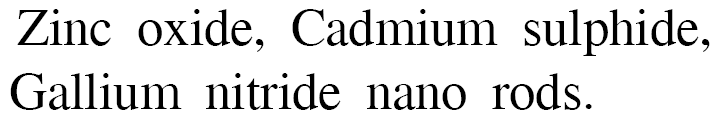 Zinc oxide, Cadmium sulphide,
Gallium nitride nano rods.